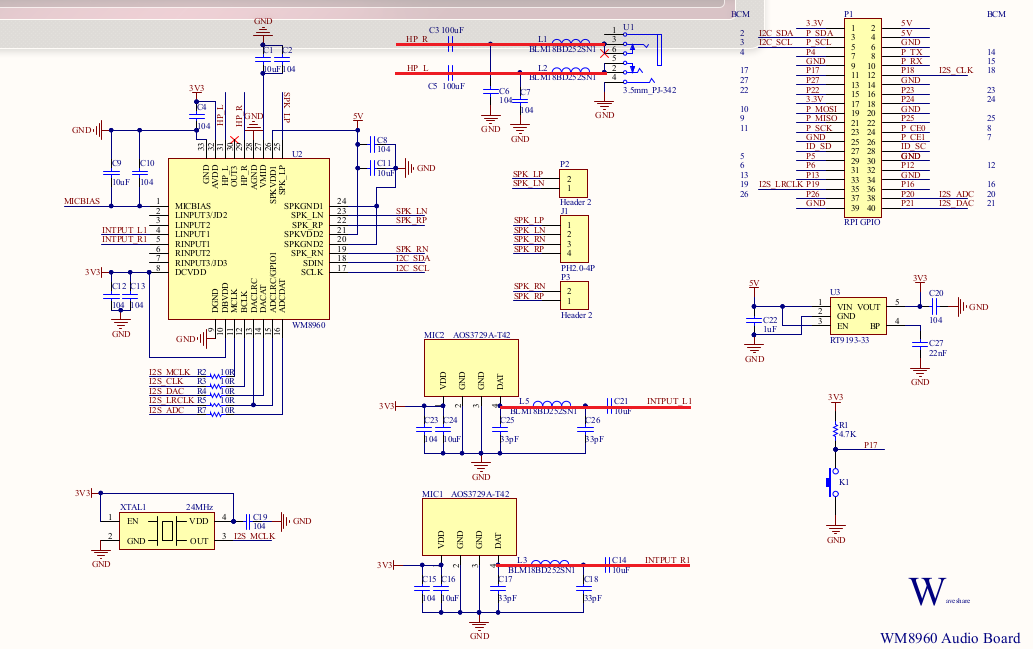 GND
C1
C2
10uF
104
3V3
C4
104
HP_L
HP_R
SPK_LP
GND
GND
5V
C8
104
C11
10uF
GND
C9
10uF
C10
104
33
32
31
30
29
28
27
26
25
U2
GND
AVDD
HP_L
OUT3
HP_R
AGND
VMID
SPKVDD1
SPK_LP
MICBIAS
1
2
3
4
5
6
7
8
MICBIAS
LINPUT3/JD2
LINPUT2
LINPUT1
RINPUT1
RINPUT2
RINPUT3/JD3
DCVDD
INTPUT_L1
INTPUT_R1
SPKGND1
SPK_LN
SPK_RP
SPKVDD2
SPKGND2
SPK_RN
SDIN
SCLK
24
23
22
21
20
19
18
17
SPK_LN
SPK_RP
SPK_RN
I2C_SDA
I2C_SCL
3V3
C12
C13
104
104
GND
DGND
DBVDD
MCLK
BCLK
DACLRC
DACAT
ADCLRC/GPIO1
ADCDAT
WM8960
9
10
11
12
13
14
15
16
GND
I2S_MCLK R2 10R
I2S_CLK R3 10R
I2S_DAC R4 10R
I2S_LRCLK R5 10R
I2S_ADC R7 10R
3V3
XTAL1
24MHz
1
EN
VDD
4
2
GND
OUT
3
I2S_MCLK
C19
104
GND
GND
HP_R
C3 100uF
L1
BLM18BD252SN1
HP_L
C5 100uF
L2
BLM18BD252SN1
C6
104
GND
C7
104
GND
U1
1
3
6
5
2
4
3.5mm_PJ-342
GND
P2
SPK_LP
SPK_LN
2
1
Header 2
J1
SPK_LP
SPK_LN
SPK_RN
SPK_RP
1
2
3
4
PH2.0-4P
P3
SPK_RN
SPK_RP
2
1
Header 2
MIC2 AOS3729A-T42
VDD
GND
GND
DAT
3V3
2
3
4
C23
104
C24
10uF
C25
33pF
L5
BLM18BD252SN1
C21
10uF
INTPUT_L1
C26
33pF
GND
MIC1 AOS3729A-T42
VDD
GND
GND
DAT
3V3
2
3
4
C15
104
C16
10uF
C17
33pF
L3
BLM18BD252SN1
C14
10uF
INTPUT_R1
C18
33pF
GND
BCM
P1
BCM
3.3V 1 2 5V
2 I2C_SDA P_SDA 3 4 5V
3 I2C_SCL P_SCL 5 6 GND
4 P4 7 8 P_TX 14
GND 9 10 P_RX 15
17 P17 11 12 P18 I2S_CLK 18
27 P27 13 14 GND
22 P22 15 16 P23 23
3.3V 17 18 P24 24
10 P_MOSI 19 20 GND
9 P_MISO 21 22 P25 25
11 P_SCK 23 24 P_CE0 8
GND 25 26 P_CE1 7
ID_SD 27 28 ID_SC
5 P5 29 30 GND
6 P6 31 32 P12 12
13 P13 33 34 GND
19 I2S_LRCLK P19 35 36 P16 16
26 P26 37 38 P20 I2S_ADC 20
GND 39 40 P21 I2S_DAC 21
RPI GPIO
5V
U3
1
2
3
VIN
VOUT
GND
EN
BP
5
4
RT9193-33
C22
1uF
GND
3V3
C20
104
GND
C27
22nF
GND
3V3
R1
4.7K
P17
K1
GND
W
aveshare
WM8960 Audio Board